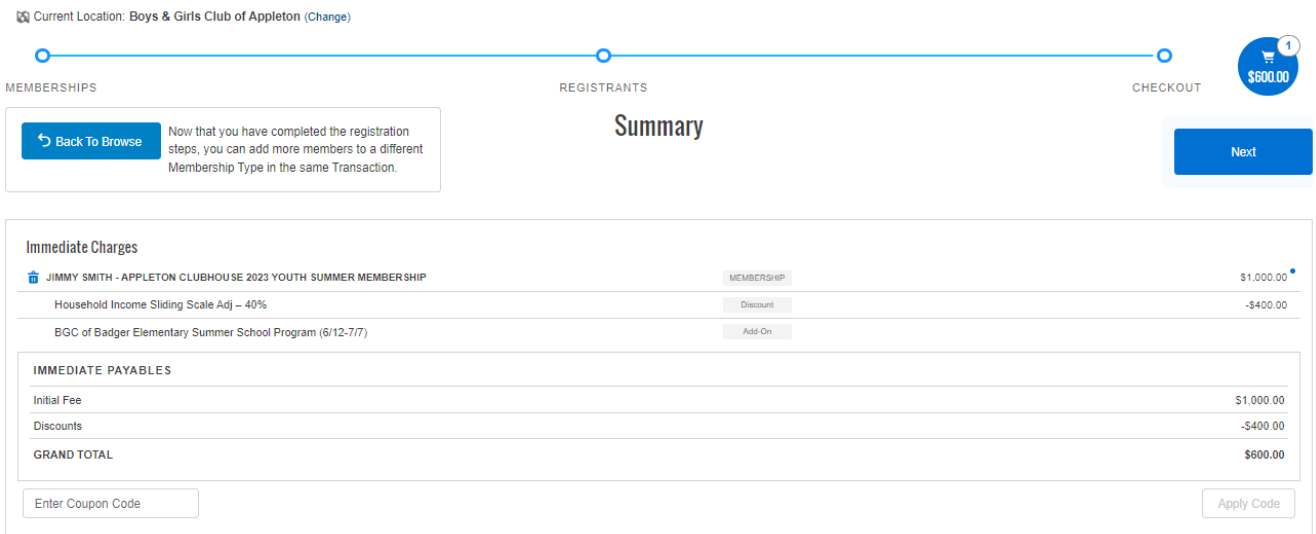 Current Location: Boys & Girls Club of Appleton (Change)
1
$600.00
MEMBERSHIPS
REGISTRANTS
CHECKOUT
Back To Browse
Now that you have completed the registration
steps, you can add more members to a different
Membership Type in the same Transaction.
Summary
Next
Immediate Charges
JIMMY SMITH - APPLETON CLUBHOUSE 2023 YOUTH SUMMER MEMBERSHIP MEMBERSHIP $1,000.00
Household Income Sliding Scale Adj – 40% Discount -$400.00
BGC of Badger Elementary Summer School Program (6/12-7/7) Add-On
IMMEDIATE PAYABLES
Initial Fee $1,000.00
Discounts -$400.00
GRAND TOTAL $600.00
Enter Coupon Code Apply Code